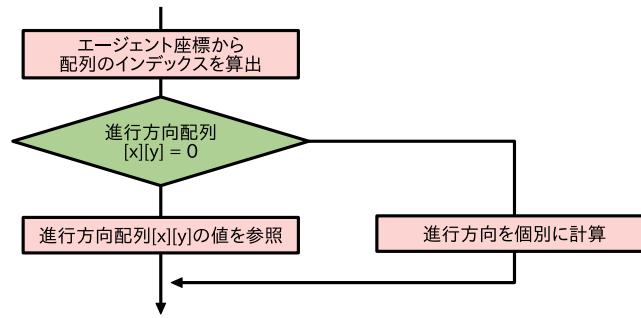 エージェント座標から
配列のインデックスを算出
進行方向配列
[x][y] = 0
進行方向配列[x][y]の値を参照
進行方向を個別に計算